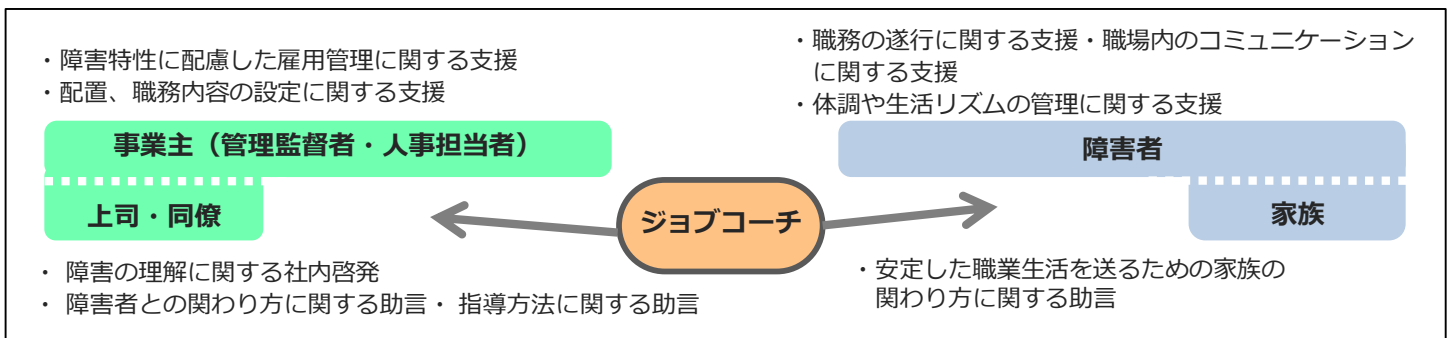 ・障害特性に配慮した雇用管理に関する支援
・配置、職務内容の設定に関する支援
事業主（管理監督者・人事担当者）
上司・同僚
・ 障害の理解に関する社内啓発
・ 障害者との関わり方に関する助言・ 指導方法に関する助言
ジョブコーチ
・職務の遂行に関する支援・職場内のコミュニケーション
に関する支援
・体調や生活リズムの管理に関する支援
障害者
家族
・安定した職業生活を送るための家族の
関わり方に関する助言